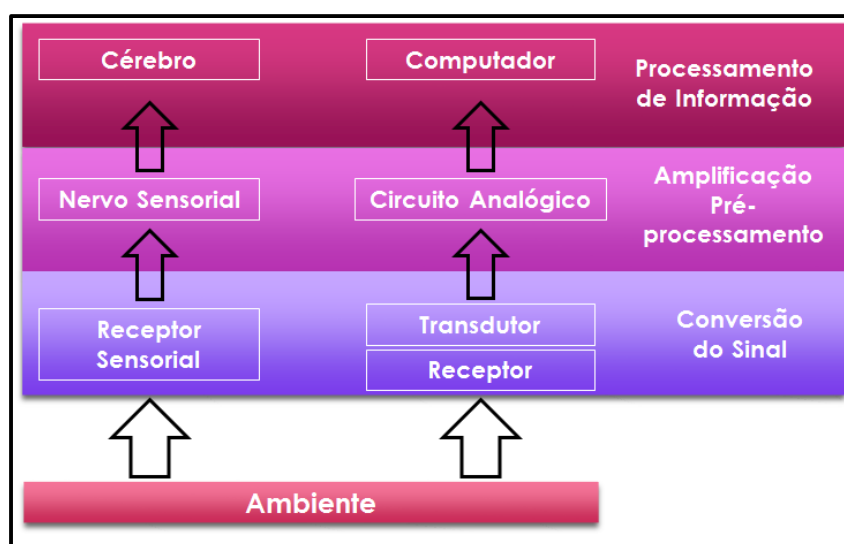 Cérebro
Computador
Processamento
de Informação
Nervo Sensorial
Circuito Analógico
Amplificação
Pré-
processamento
Receptor
Sensorial
Transdutor
Receptor
Conversão
do Sinal
Ambiente